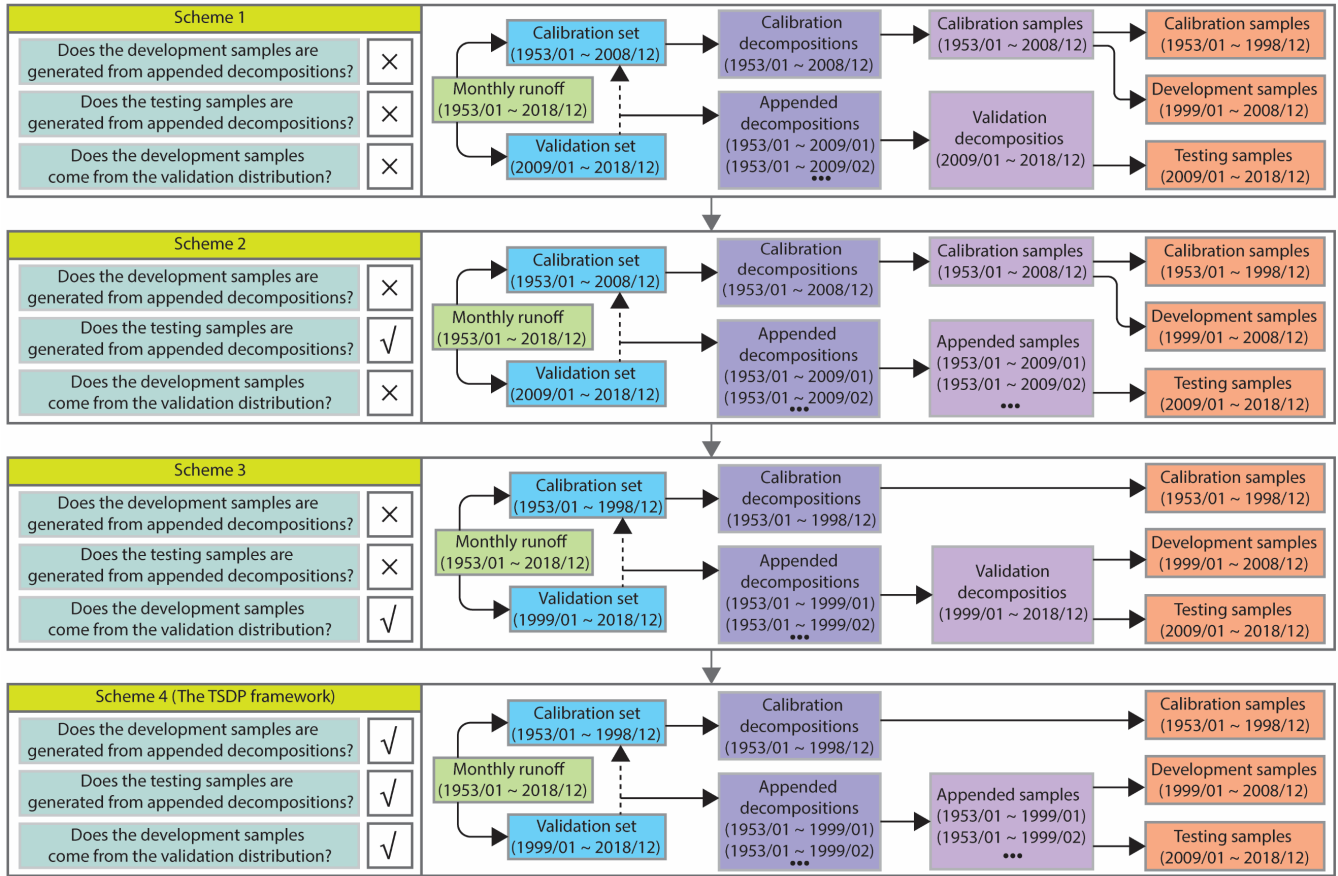 Scheme 1
Does the development samples are
generated from appended decompositions?
×
Does the testing samples are
generated from appended decompositions?
×
Does the development samples
come from the validation distribution?
×
Monthly runoff
(1953/01 ~ 2018/12)
Calibration set
(1953/01 ~ 2008/12)
Validation set
(2009/01 ~ 2018/12)
Calibration
decompositions
(1953/01 ~ 2008/12)
Appended
decompositions
(1953/01 ~ 2009/01)
(1953/01 ~ 2009/02)
•••
Calibration samples
(1953/01 ~ 2008/12)
Validation
decompositios
(2009/01 ~ 2018/12)
Calibration samples
(1953/01 ~ 1998/12)
Development samples
(1999/01 ~ 2008/12)
Testing samples
(2009/01 ~ 2018/12)
Scheme 2
Does the development samples are
generated from appended decompositions?
×
Does the testing samples are
generated from appended decompositions?
√
Does the development samples
come from the validation distribution?
×
Monthly runoff
(1953/01 ~ 2018/12)
Calibration set
(1953/01 ~ 2008/12)
Validation set
(2009/01 ~ 2018/12)
Calibration
decompositions
(1953/01 ~ 2008/12)
Appended
decompositions
(1953/01 ~ 2009/01)
(1953/01 ~ 2009/02)
•••
Calibration samples
(1953/01 ~ 2008/12)
Appended samples
(1953/01 ~ 2009/01)
(1953/01 ~ 2009/02)
•••
Calibration samples
(1953/01 ~ 1998/12)
Development samples
(1999/01 ~ 2008/12)
Testing samples
(2009/01 ~ 2018/12)
Scheme 3
Does the development samples are
generated from appended decompositions?
×
Does the testing samples are
generated from appended decompositions?
×
Does the development samples
come from the validation distribution?
√
Monthly runoff
(1953/01 ~ 2018/12)
Calibration set
(1953/01 ~ 1998/12)
Validation set
(1999/01 ~ 2018/12)
Calibration
decompositions
(1953/01 ~ 1998/12)
Appended
decompositions
(1953/01 ~ 1999/01)
(1953/01 ~ 1999/02)
•••
Validation
decompositios
(1999/01 ~ 2018/12)
Calibration samples
(1953/01 ~ 1998/12)
Development samples
(1999/01 ~ 2008/12)
Testing samples
(2009/01 ~ 2018/12)
Scheme 4 (The TSDP framework)
Does the development samples are
generated from appended decompositions?
√
Does the testing samples are
generated from appended decompositions?
√
Does the development samples
come from the validation distribution?
√
Monthly runoff
(1953/01 ~ 2018/12)
Calibration set
(1953/01 ~ 1998/12)
Validation set
(1999/01 ~ 2018/12)
Calibration
decompositions
(1953/01 ~ 1998/12)
Appended
decompositions
(1953/01 ~ 1999/01)
(1953/01 ~ 1999/02)
•••
Appended samples
(1953/01 ~ 1999/01)
(1953/01 ~ 1999/02)
•••
Calibration samples
(1953/01 ~ 1998/12)
Development samples
(1999/01 ~ 2008/12)
Testing samples
(2009/01 ~ 2018/12)